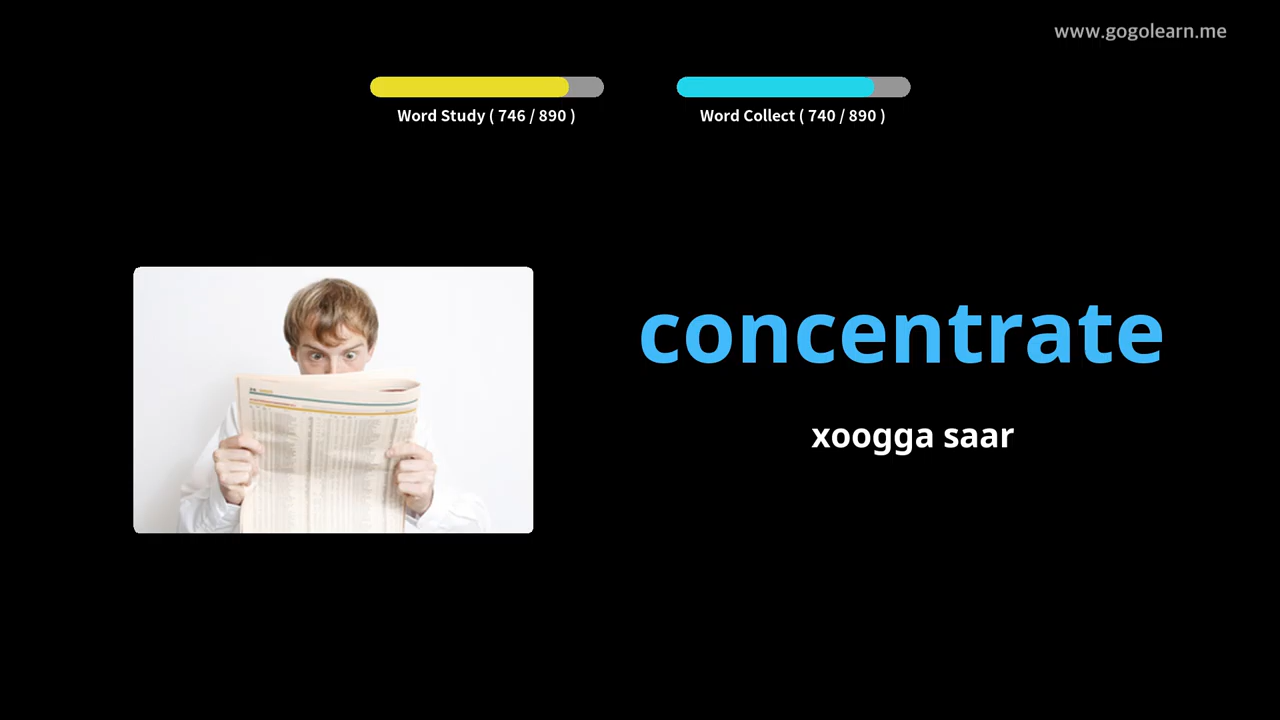 www.gogolearn.me
Word Study ( 746 / 890 )
Word Collect ( 740 / 890 )
concentrate
xoogga saar